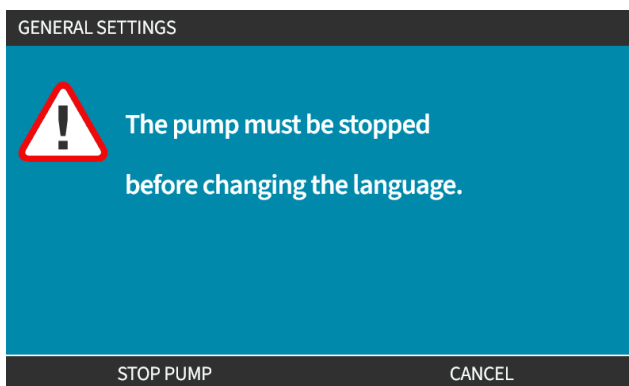 GENERAL SETTINGS
!
The pump must be stopped
before changing the language.
STOP PUMP
CANCEL